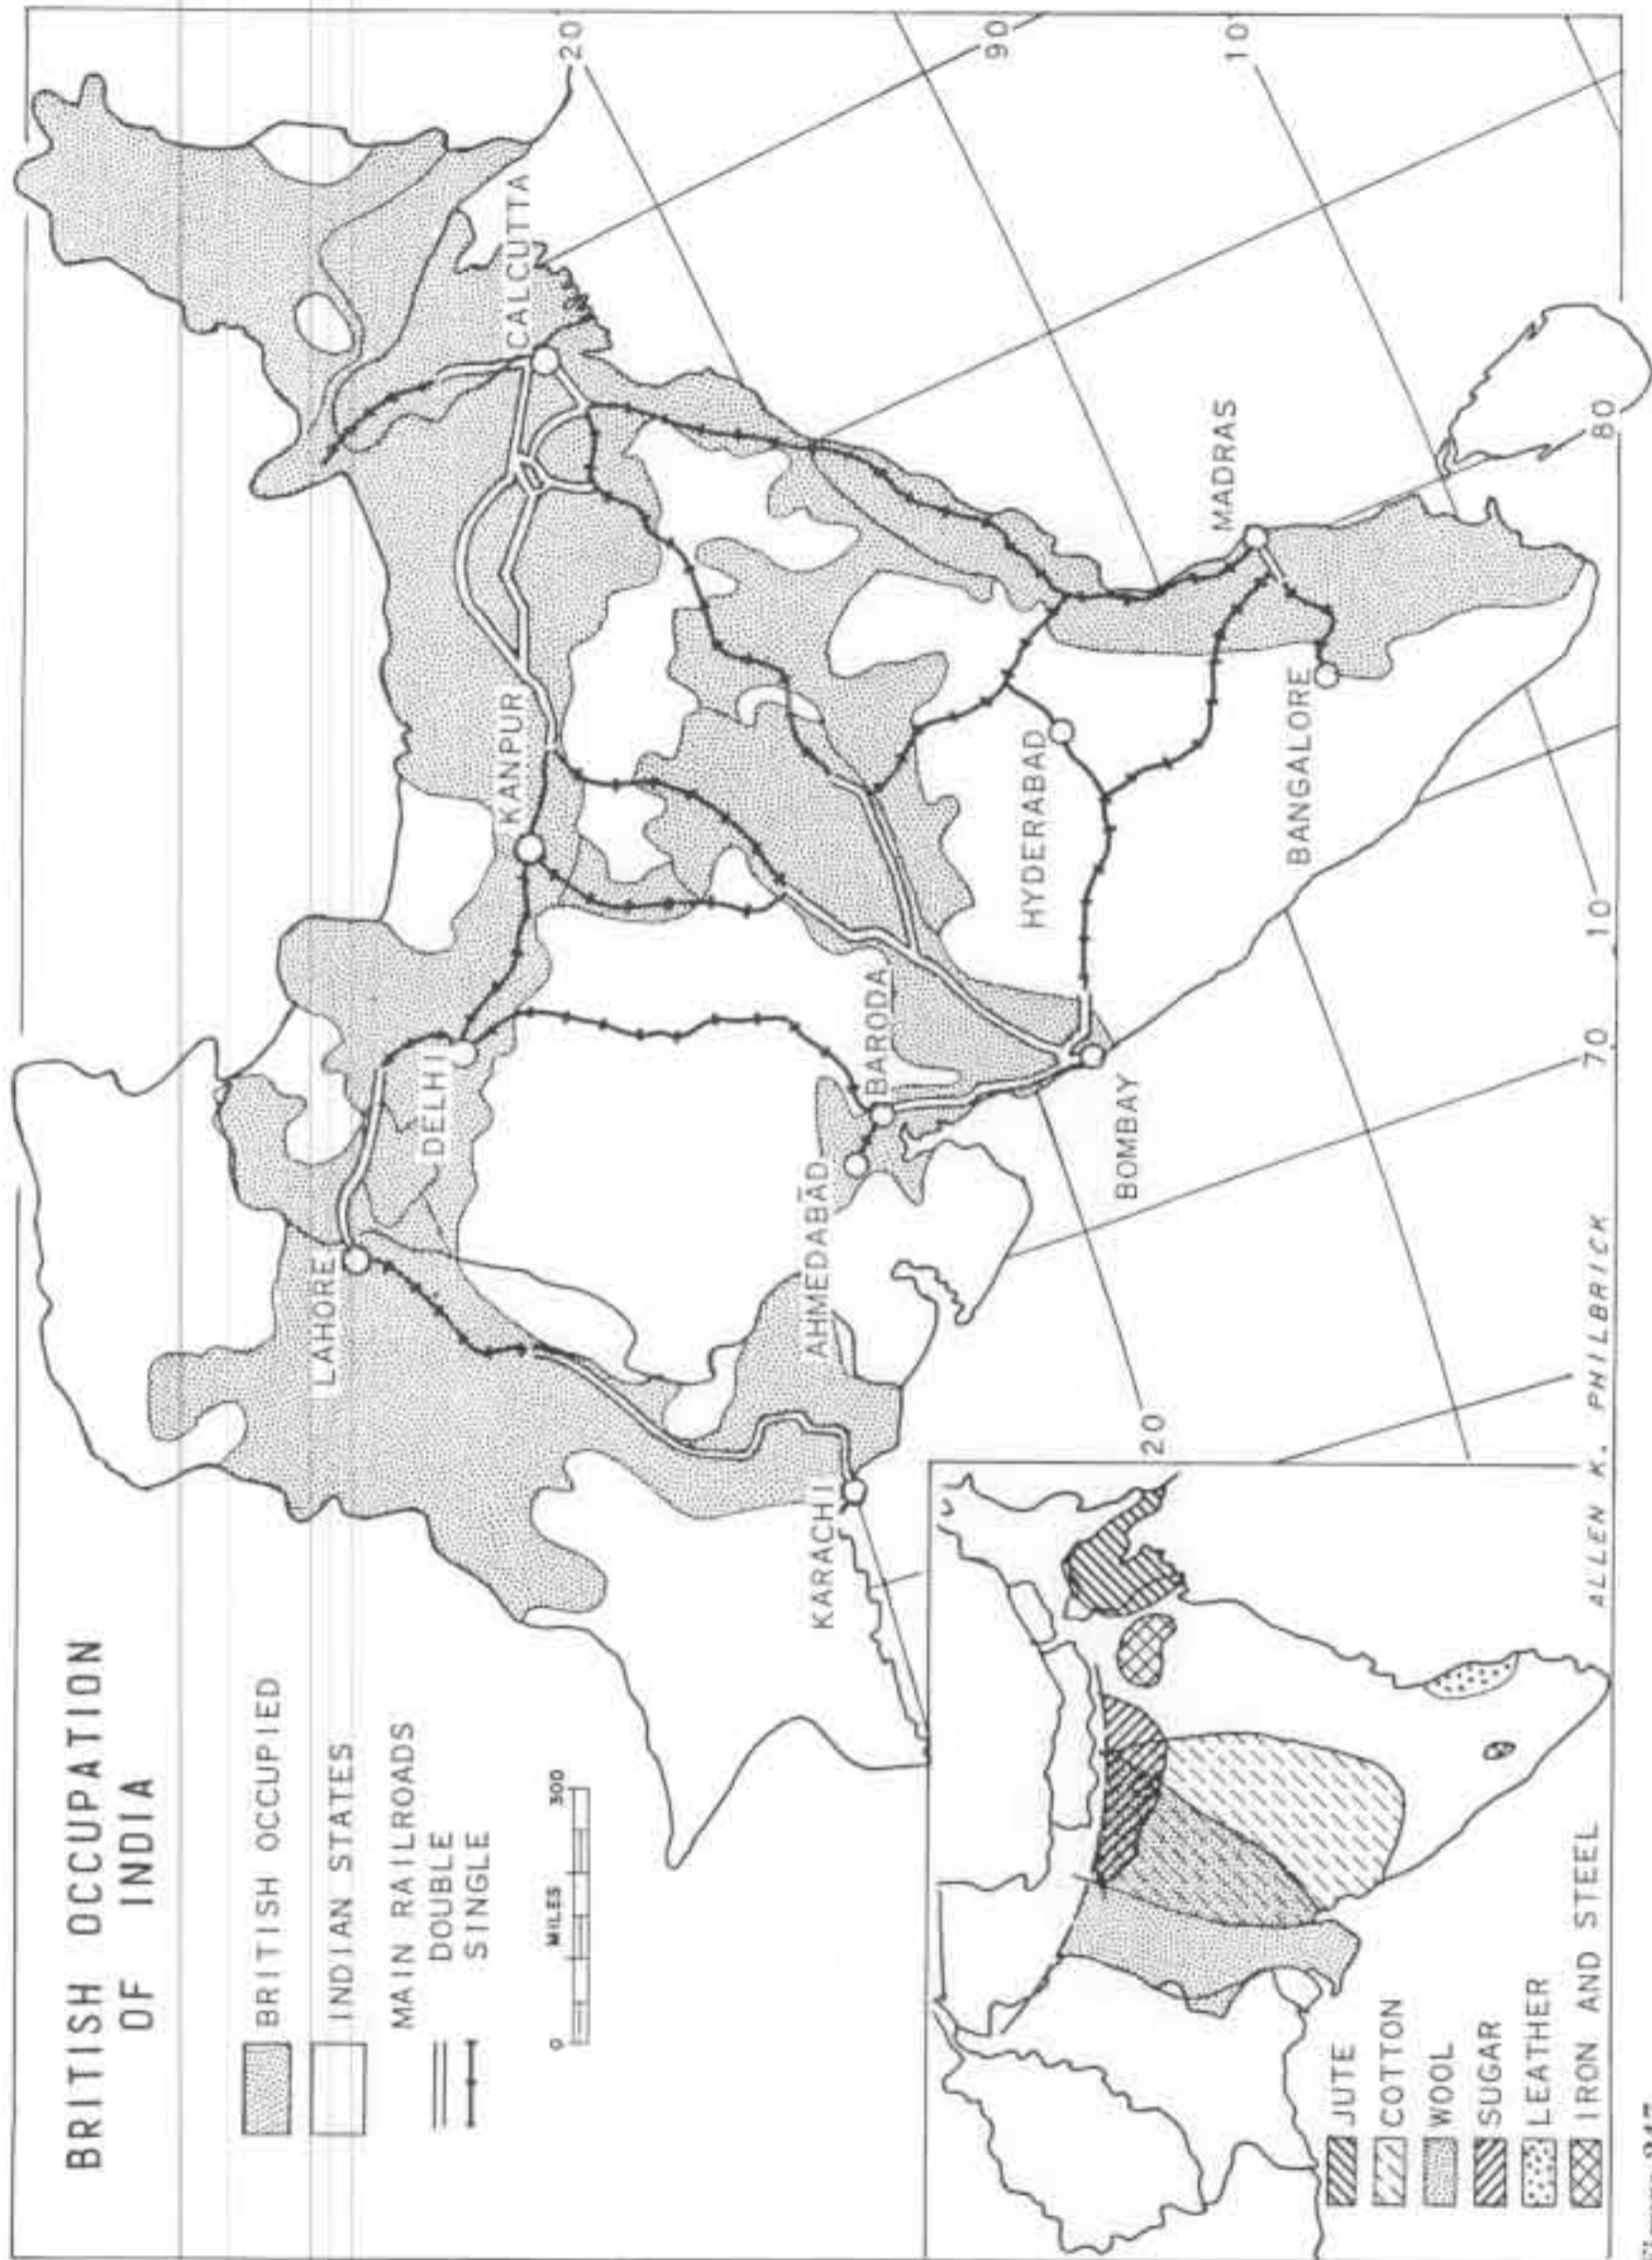 BRITISH OCCUPATION
OF INDIA
BRITISH OCCUPIED
INDIAN STATES
MAIN RAILROADS
DOUBLE
SINGLE
0 MILES 300
LAHORE
DELHI
KANPUR
CALCUTTA
KARACHI
AHMEDABĀD
BARODA
BOMBAY
HYDERABAD
BANGALORE
MADRAS
20
90
10
80
10
70
20
JUTE
COTTON
WOOL
SUGAR
LEATHER
IRON AND STEEL
ALLEN K. PHILBRICK